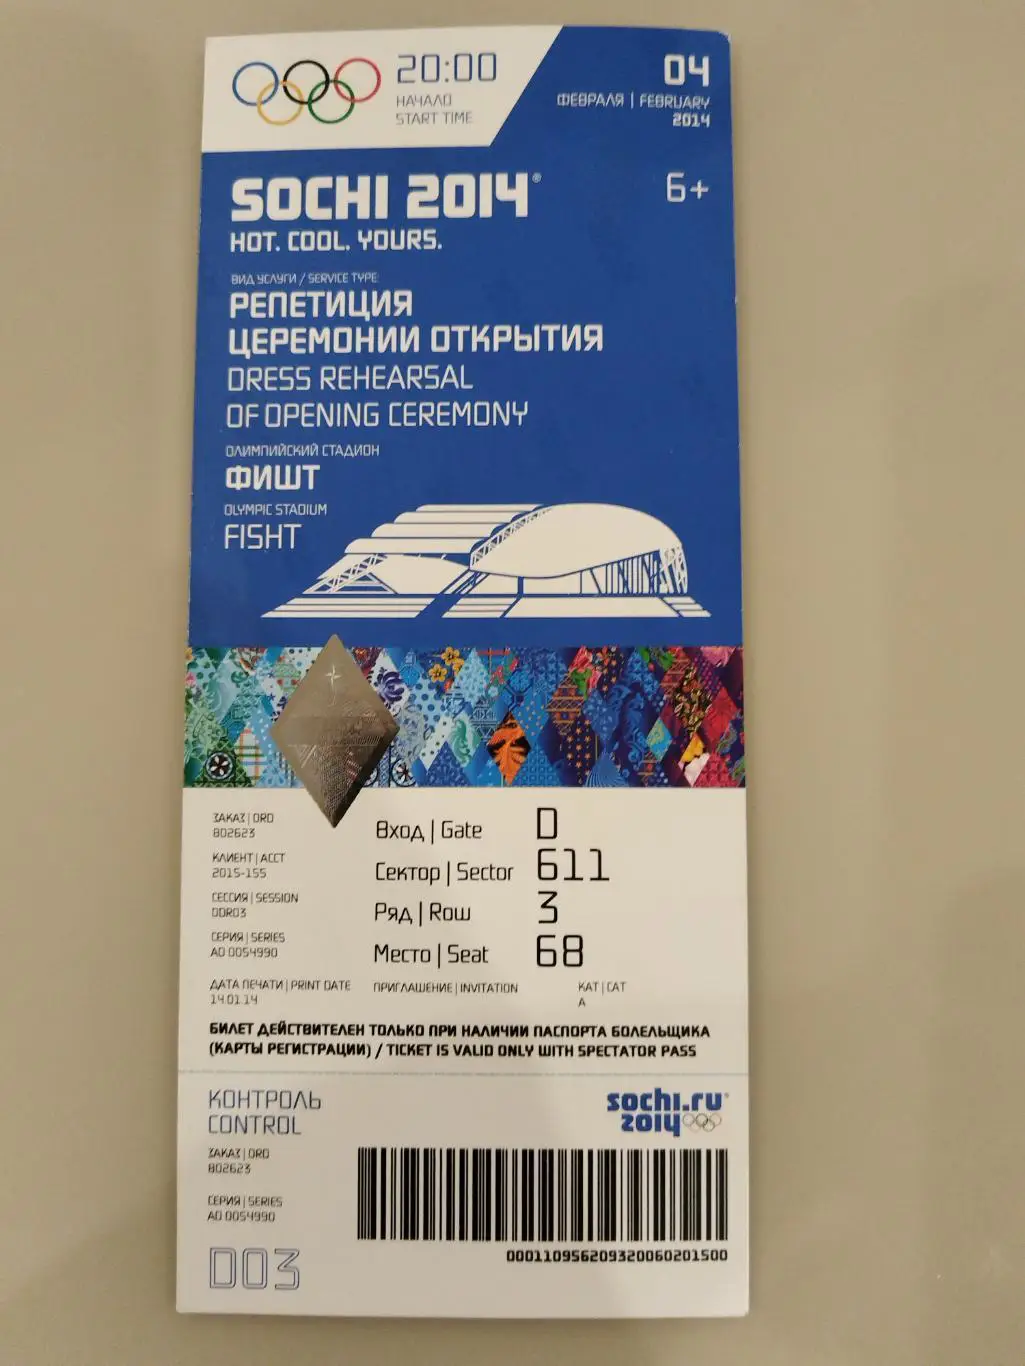 20:00
НАЧАЛО
START TIME
04
ФЕВРАЛЯ | FEBRUARY
2014
SOCHI 2014®
6+
HOT. COOL. YOURS.
ВИД УСЛУГИ / SERVICE TYPE
РЕПЕТИЦИЯ
ЦЕРЕМОНИИ ОТКРЫТИЯ
DRESS REHEARSAL
OF OPENING CEREMONY
ОЛИМПИЙСКИЙ СТАДИОН
ФИШТ
OLYMPIC STADIUM
FISHT
ЗАКАЗ | ORD
802623
КЛИЕНТ | ACCT
2015-155
СЕССИЯ | SESSION
DDR03
СЕРИЯ | SERIES
AD 0054990
Вход | Gate D
Сектор | Sector 611
Ряд | Row 3
Место | Seat 68
ДАТА ПЕЧАТИ | PRINT DATE
14.01.14
ПРИГЛАШЕНИЕ | INVITATION
КАТ | CAT
A
БИЛЕТ ДЕЙСТВИТЕЛЕН ТОЛЬКО ПРИ НАЛИЧИИ ПАСПОРТА БОЛЕЛЬЩИКА
(КАРТЫ РЕГИСТРАЦИИ) / TICKET IS VALID ONLY WITH SPECTATOR PASS
КОНТРОЛЬ
CONTROL
sochi.ru®
2014
ЗАКАЗ | ORD
802623
СЕРИЯ | SERIES
AD 0054990
D03
000110956209320060201500